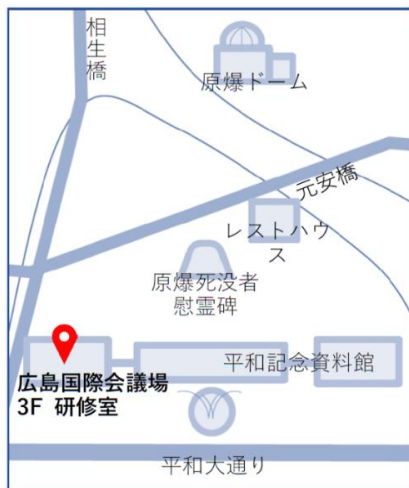 相生橋
原爆ドーム
元安橋
レストハウ
ス
原爆死没者
慰霊碑
平和記念資料館
広島国際会議場
3F 研修室
平和大通り